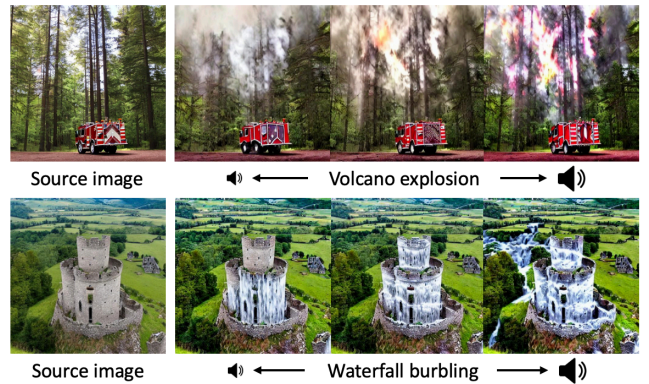 Source image
Volcano explosion
Source image
Waterfall burbling